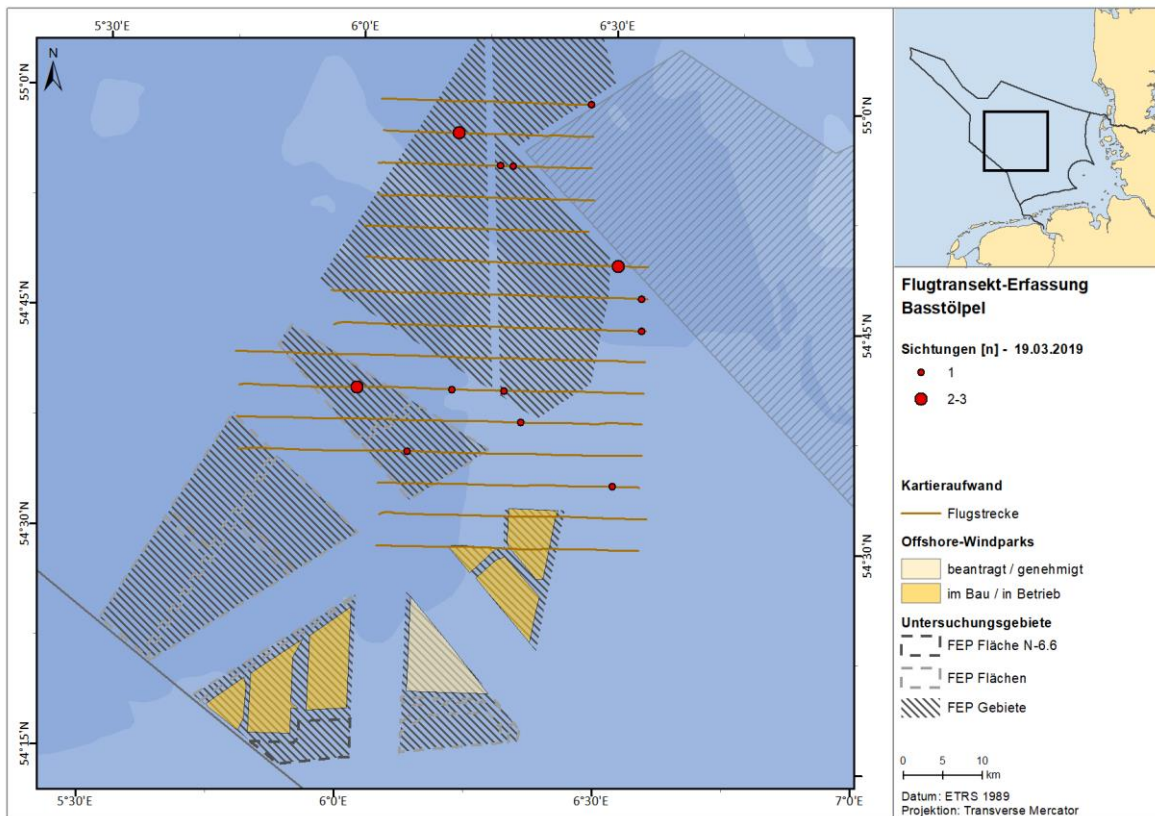 5°30'E
6°0'E
6°30'E
N
55°0'N
54°45'N
54°30'N
54°15'N
55°0'N
54°45'N
54°30'N
5°30'E
6°0'E
6°30'E
7°0'E
Flugtransekt-Erfassung
Basstölpel
Sichtungen [n] - 19.03.2019
1
2-3
Kartieraufwand
Flugstrecke
Offshore-Windparks
beantragt / genehmigt
im Bau / in Betrieb
Untersuchungsgebiete
FEP Fläche N-6.6
FEP Flächen
FEP Gebiete
0 5 10
km
Datum: ETRS 1989
Projektion: Transverse Mercator